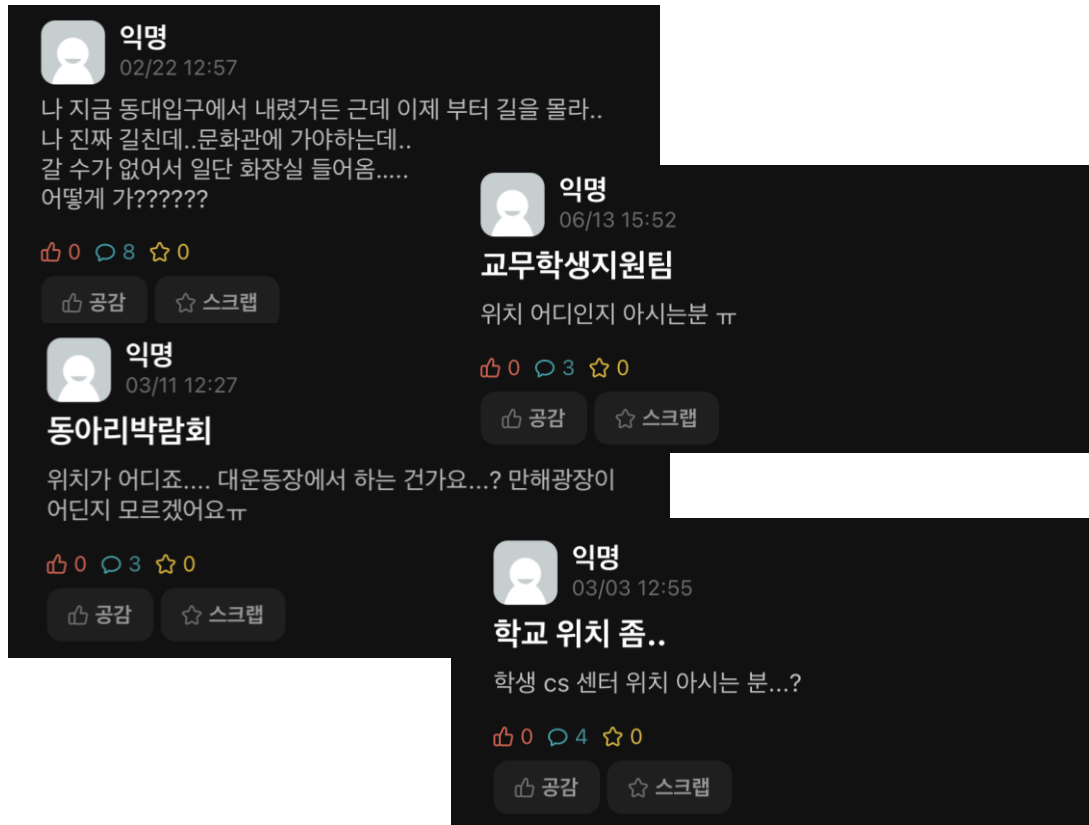 익명
02/22 12:57
나 지금 동대입구에서 내렸거든 근데 이제 부터 길을 몰라..
나 진짜 길친데..문화관에 가야하는데..
갈 수가 없어서 일단 화장실 들어옴.....
어떻게 가??????
0 8 0
공감 스크랩
익명
06/13 15:52
교무학생지원팀
위치 어디인지 아시는분 ㅠ
0 3 0
공감 스크랩
익명
03/11 12:27
동아리박람회
위치가 어디죠.... 대운동장에서 하는 건가요...? 만해광장이
어딘지 모르겠어요ㅠ
0 3 0
공감 스크랩
익명
03/03 12:55
학교 위치 좀..
학생 cs 센터 위치 아시는 분...?
0 4 0
공감 스크랩